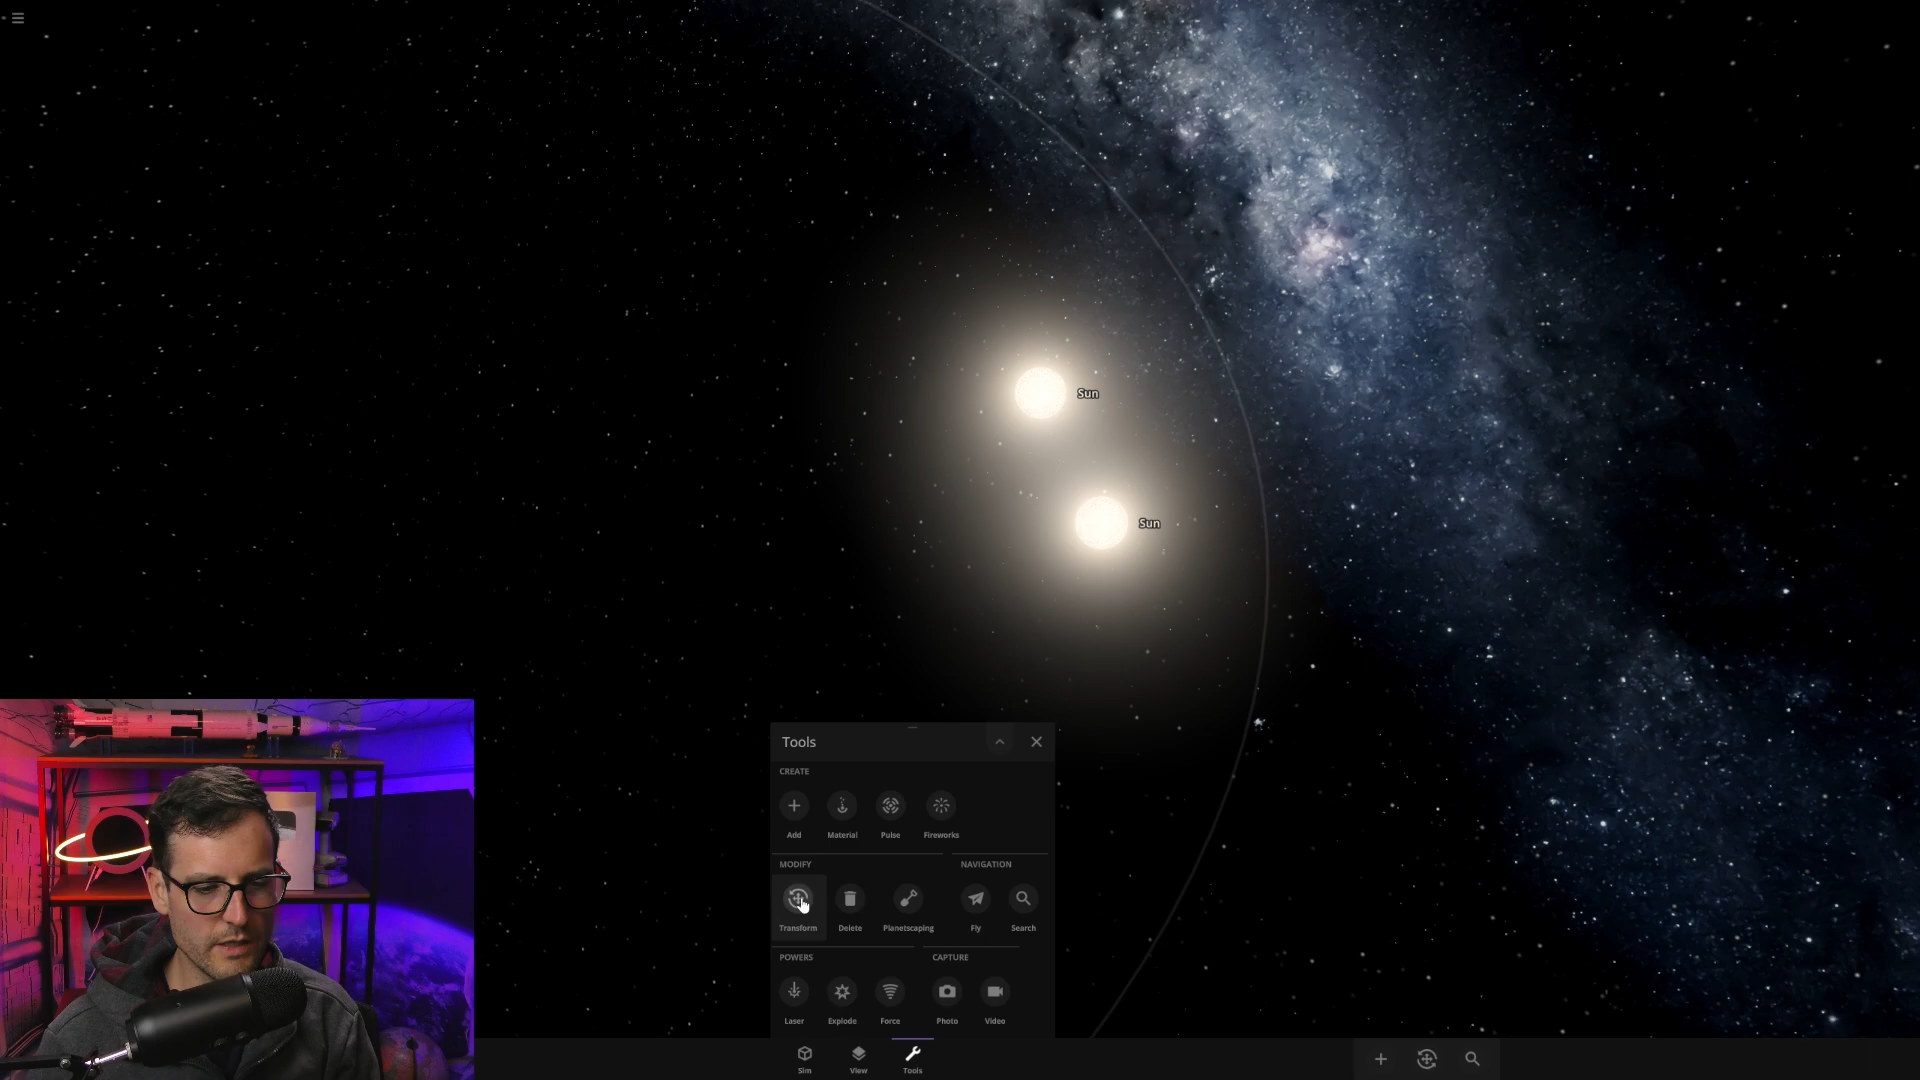 Sun
Sun
Tools
CREATE
Add Material Pulse Fireworks
MODIFY NAVIGATION
Transform Delete Planetscaping Fly Search
POWERS CAPTURE
Laser Explode Force Photo Video
Sim View Tools